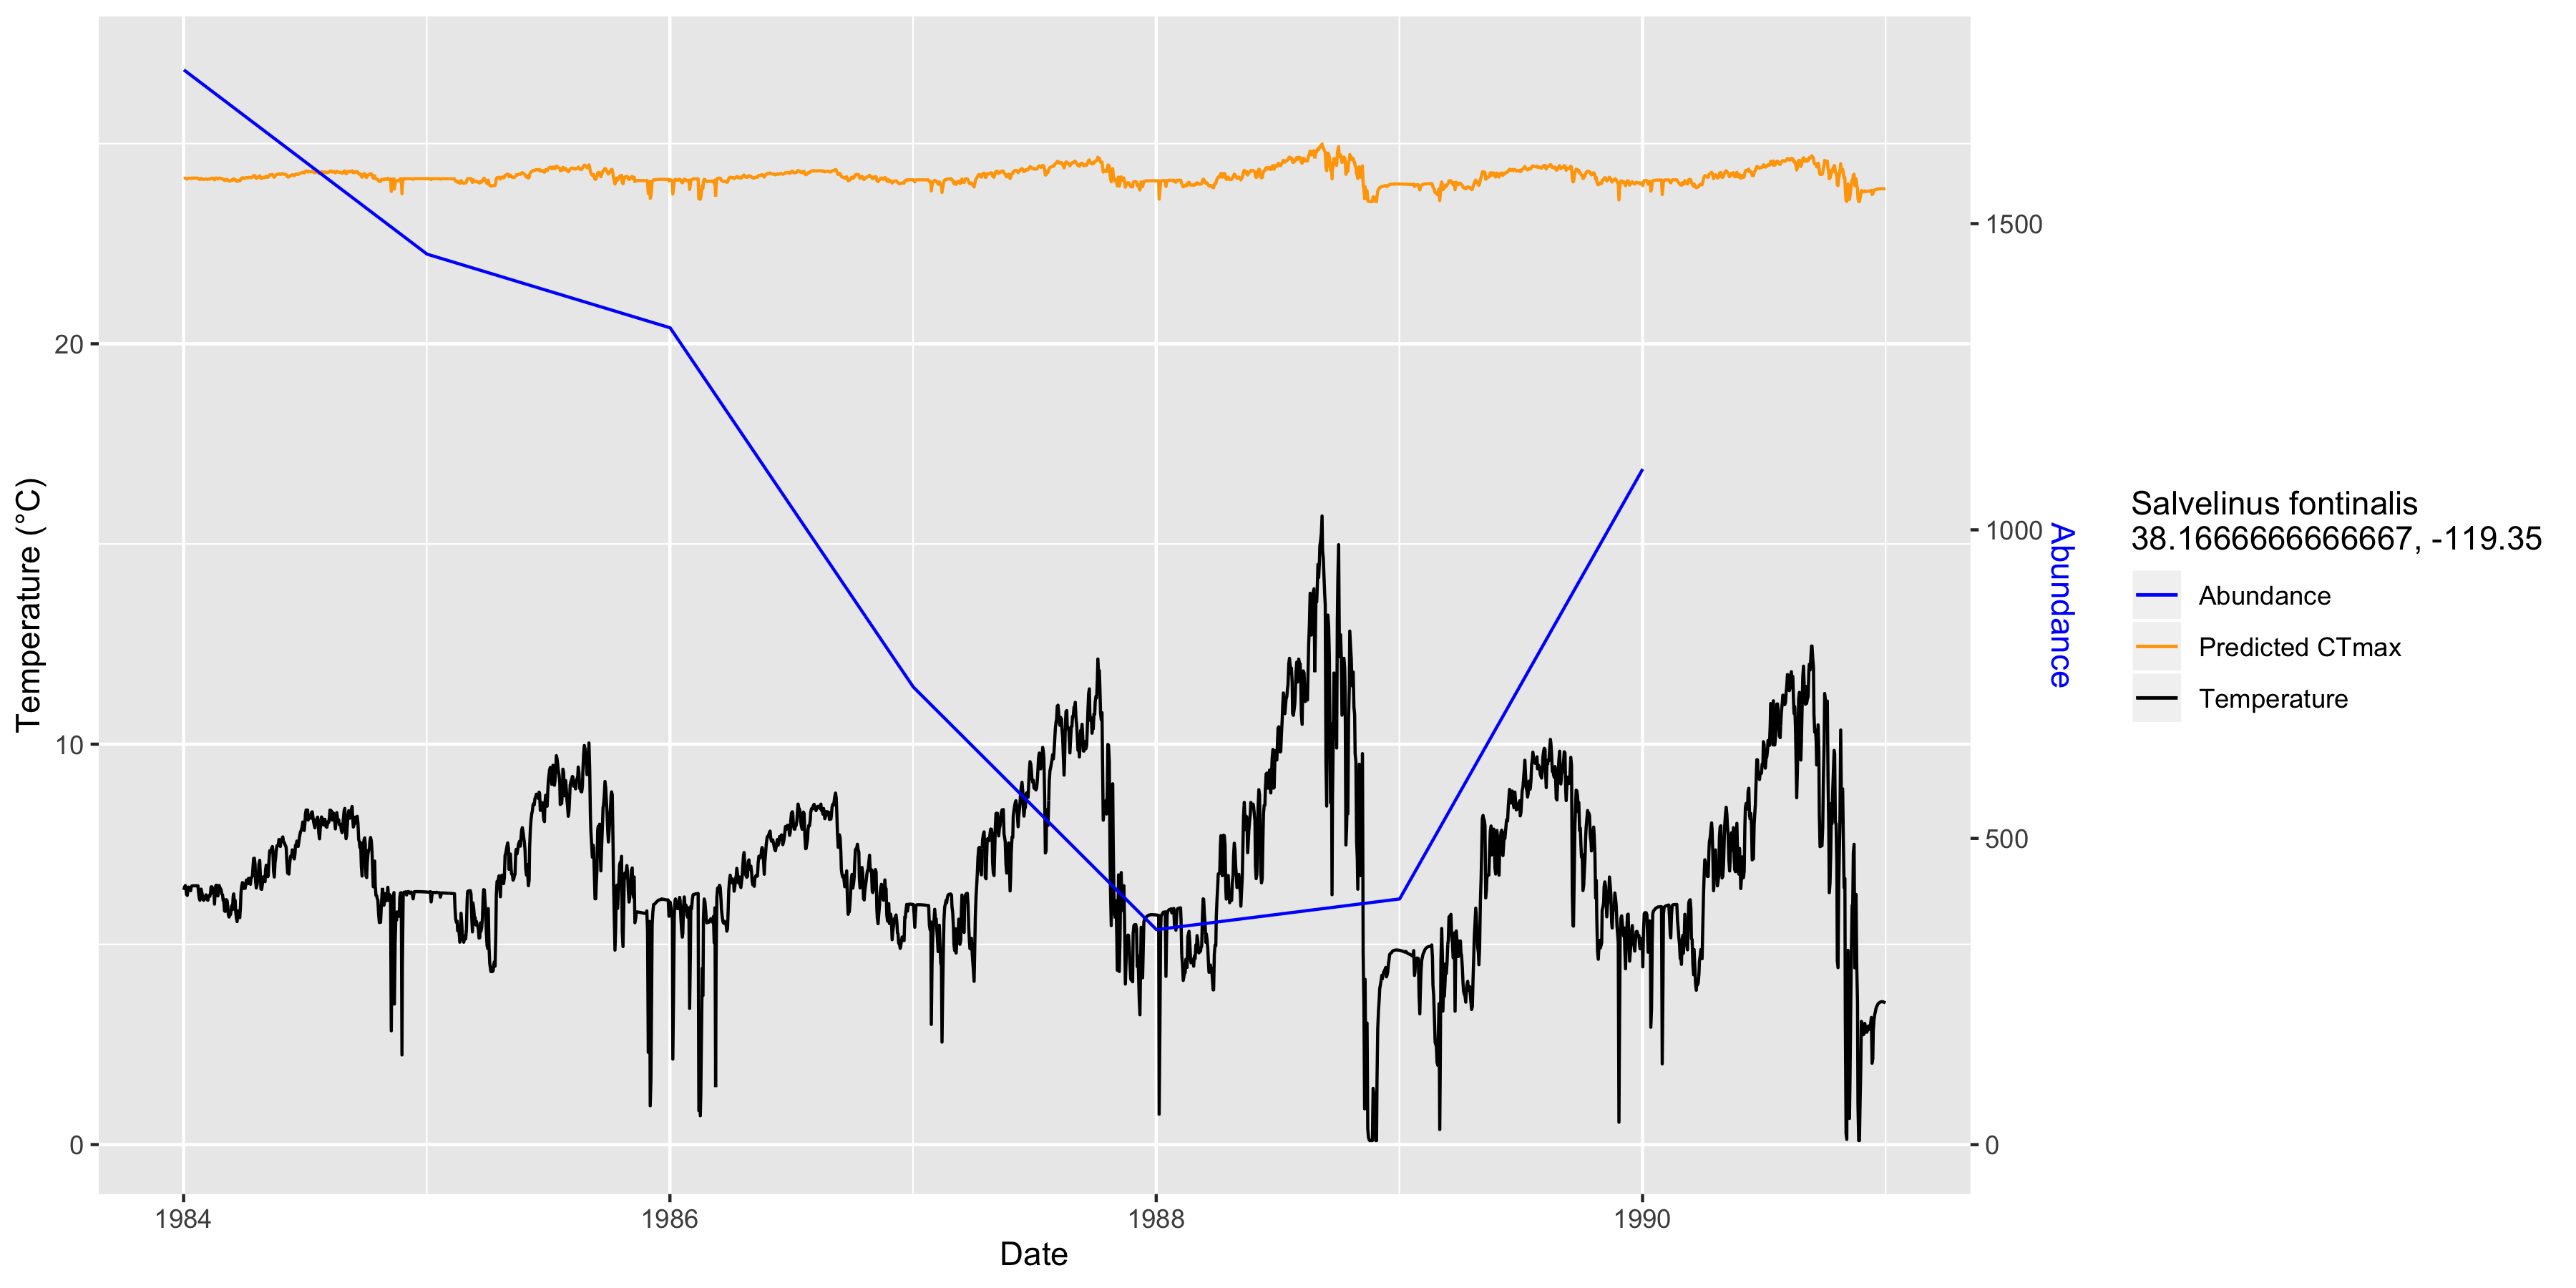 20
10
0
Temperature (°C)
1984
1986
1988
1990
Date
1500
1000
500
0
Abundance
Salvelinus fontinalis
38.1666666666667, -119.35
Abundance
Predicted CTmax
Temperature